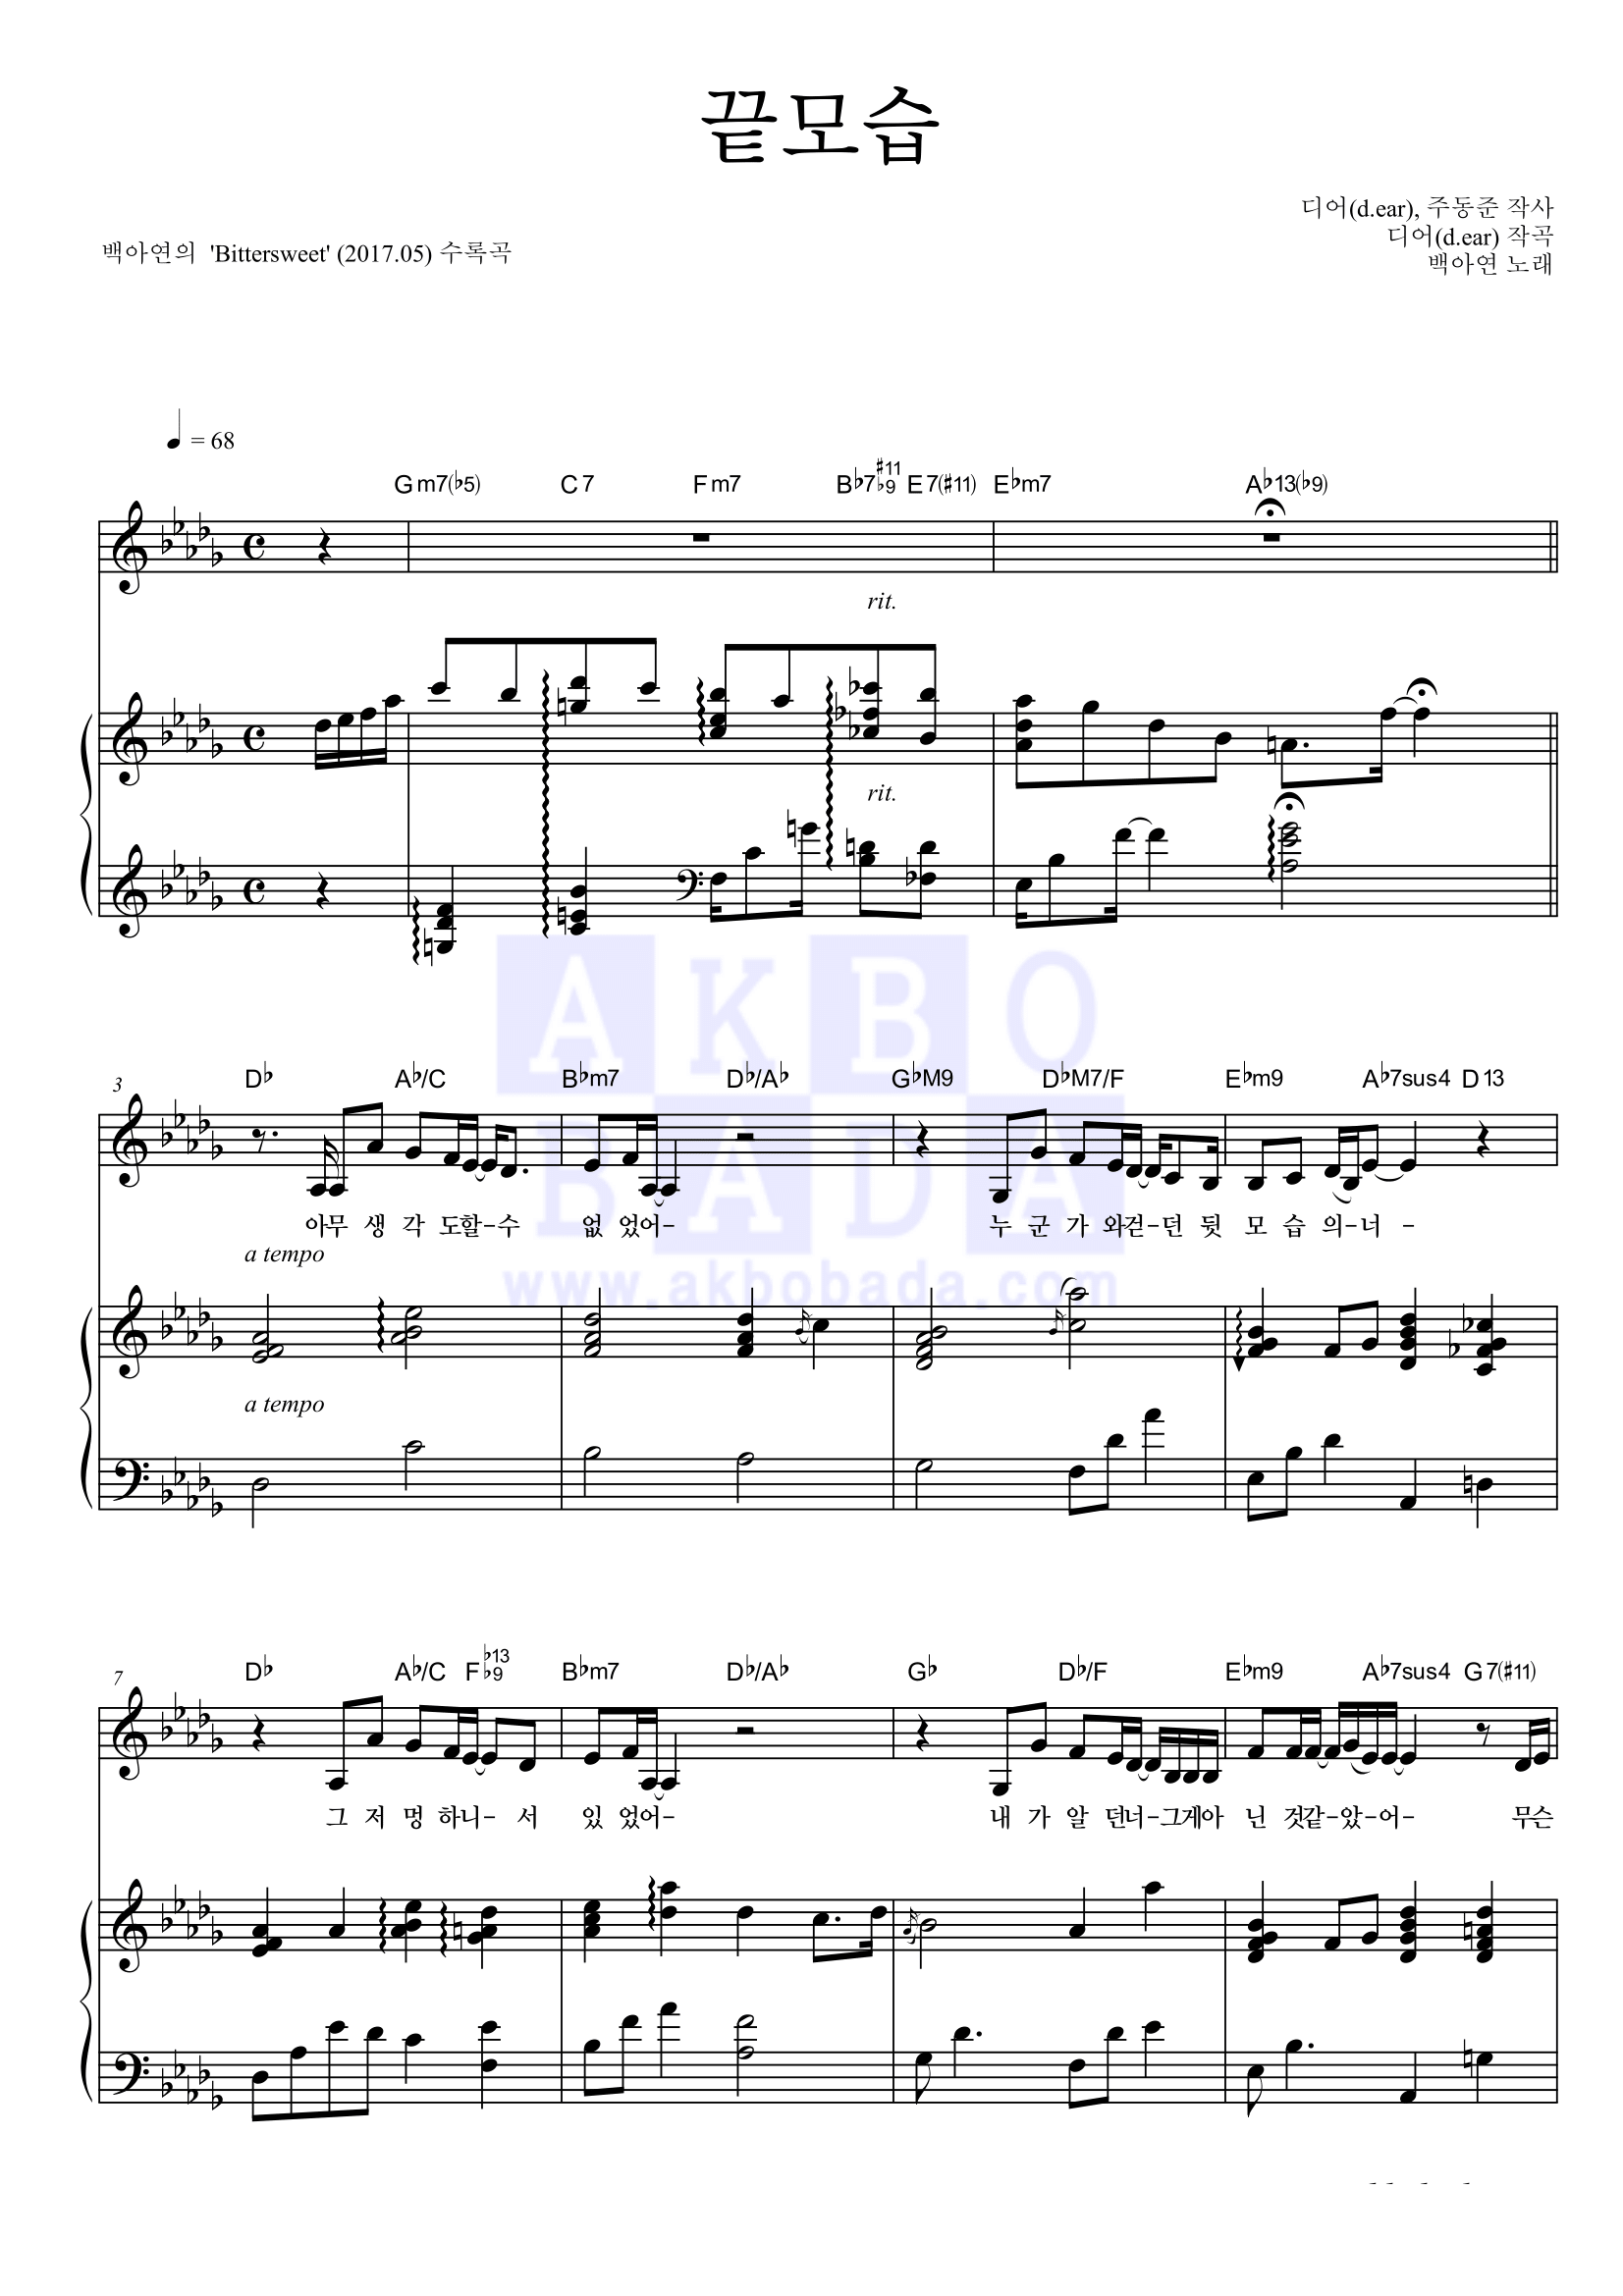 끝모습
디어(d.ear), 주동준 작사
디어(d.ear) 작곡
백아연의 'Bittersweet' (2017.05) 수록곡
백아연 노래
= 68
Gm7(♭5) C7 Fm7 B♭7♯11♭9 E7(♯11) E♭m7 A♭13(♭9)
rit.
rit.
AKBO
3 D♭ A♭/C B♭m7 D♭/A♭ G♭M9 D♭M7/F E♭m9 A♭7sus4 D13
BADA
아무 생 각 도할-수 없 었어- 누 군 가 와걷-던 뒷 모 습 의-너 -
a tempo
www.akbobada.com
a tempo
7 D♭ A♭/C F♭13♭9 B♭m7 D♭/A♭ G♭ D♭/F E♭m9 A♭7sus4 G7(♯11)
그 저 멍 하니- 서 있 었어- 내 가 알 던너-그게아 닌 것같-았-어- 무슨